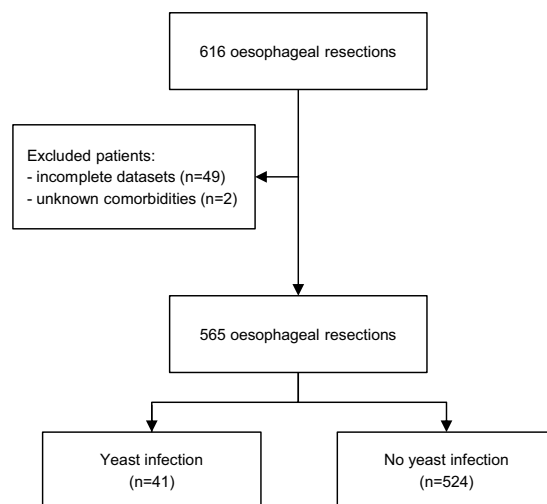 616 oesophageal resections
Excluded patients:
- incomplete datasets (n=49)
- unknown comorbidities (n=2)
565 oesophageal resections
Yeast infection
(n=41)
No yeast infection
(n=524)